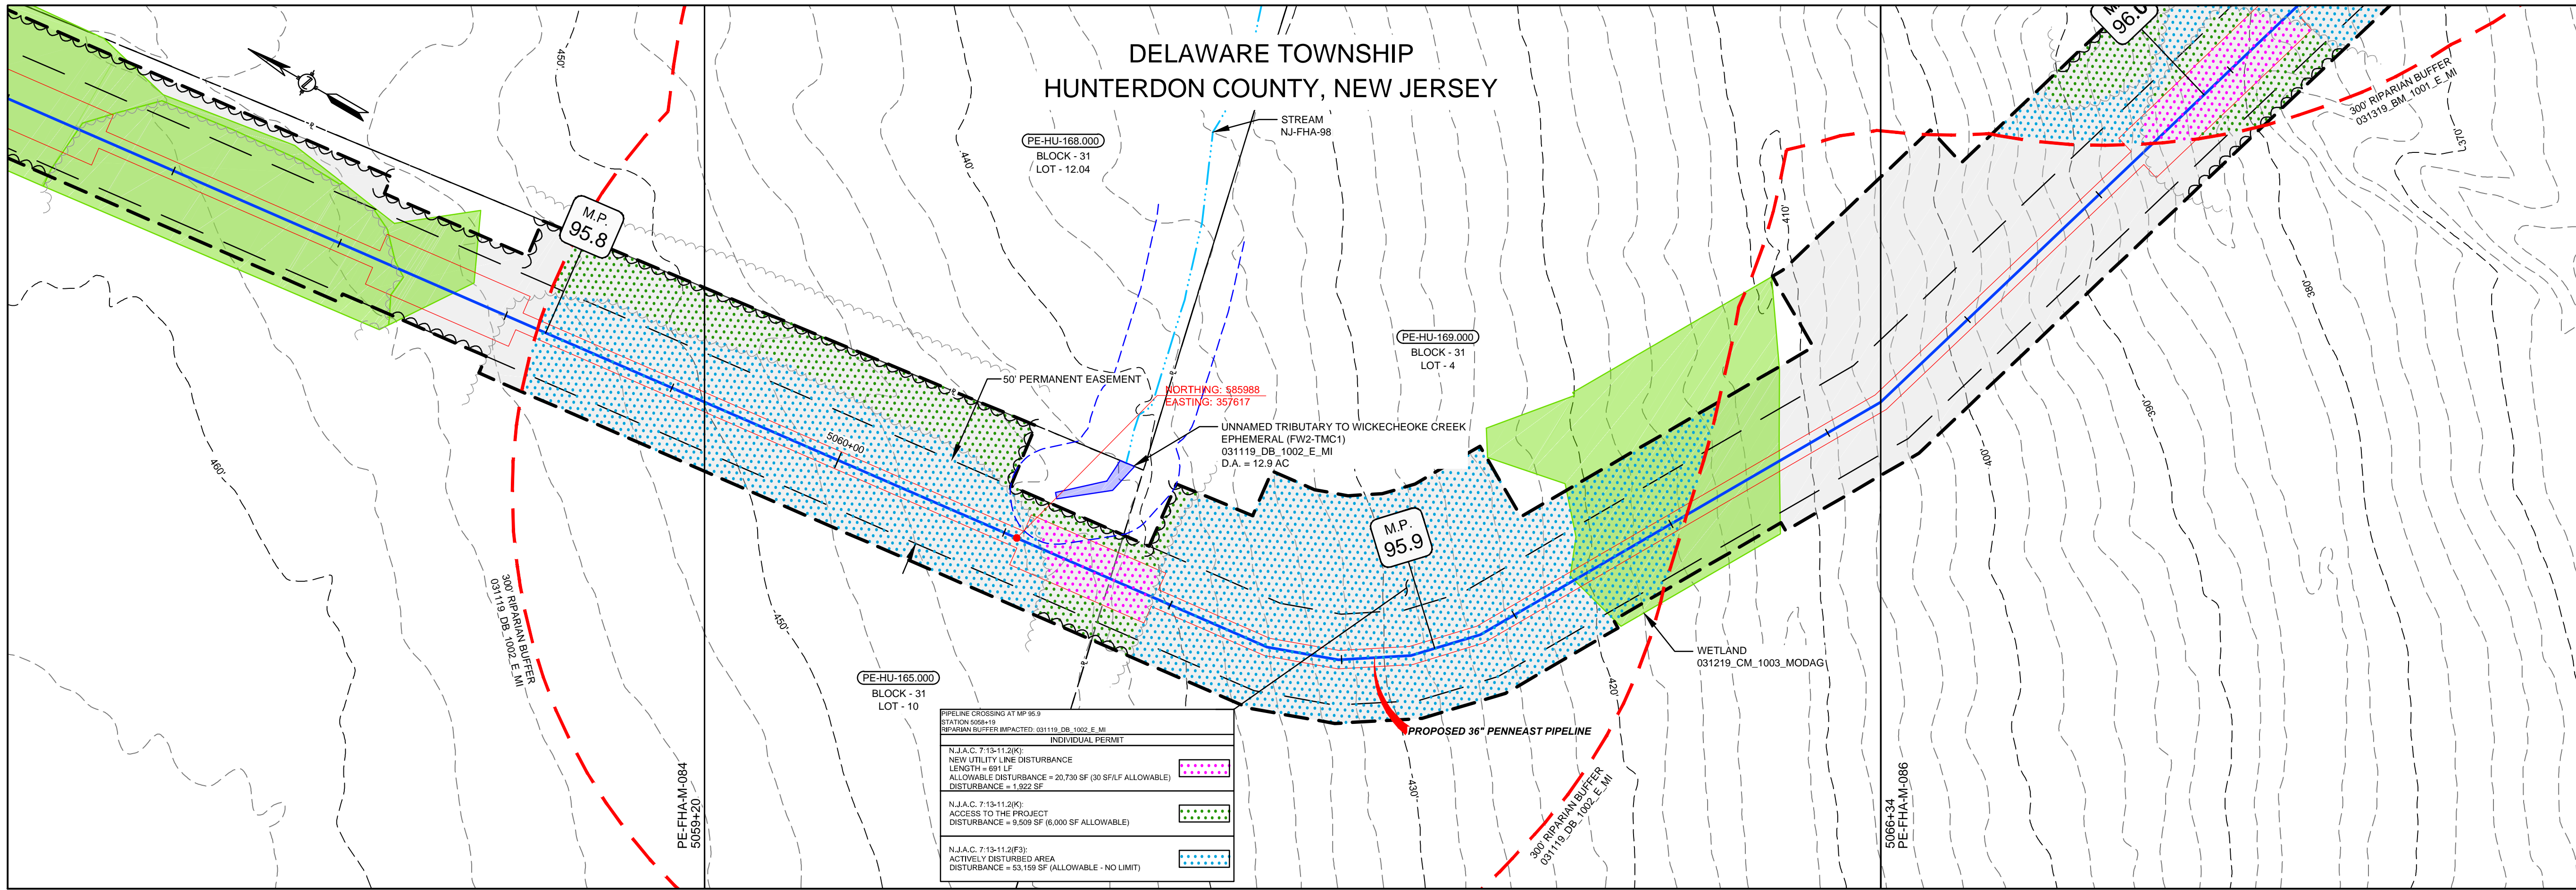 DELAWARE TOWNSHIP
HUNTERDON COUNTY, NEW JERSEY
M.P.
96.0
300' RIPARIAN BUFFER
031319_BM_1001_E_MI
370'
450'
440'
STREAM
NJ-FHA-98
PE-HU-168.000
BLOCK - 31
LOT - 12.04
M.P.
95.8
410'
380'
PE-HU-169.000
BLOCK - 31
LOT - 4
50' PERMANENT EASEMENT
NORTHING: 585988
EASTING: 357617
390'
400'
UNNAMED TRIBUTARY TO WICKECHEOKE CREEK
EPHEMERAL (FW2-TMC1)
031119_DB_1002_E_MI
D.A. = 12.9 AC
5060+00
460'
M.P.
95.9
300' RIPARIAN BUFFER
031119_DB_1002_E_MI
450'
WETLAND
031219_CM_1003_MODAG
420'
PE-HU-165.000
BLOCK - 31
LOT - 10
PROPOSED 36" PENNEAST PIPELINE
430'
PIPELINE CROSSING AT MP 95.9
STATION 5058+19
RIPARIAN BUFFER IMPACTED: 031119_DB_1002_E_MI
INDIVIDUAL PERMIT
N.J.A.C. 7:13-11.2(K):
NEW UTILITY LINE DISTURBANCE
LENGTH = 691 LF
ALLOWABLE DISTURBANCE = 20,730 SF (30 SF/LF ALLOWABLE)
DISTURBANCE = 1,922 SF
N.J.A.C. 7:13-11.2(K):
ACCESS TO THE PROJECT
DISTURBANCE = 9,509 SF (6,000 SF ALLOWABLE)
N.J.A.C. 7:13-11.2(F3):
ACTIVELY DISTURBED AREA
DISTURBANCE = 53,159 SF (ALLOWABLE - NO LIMIT)
PE-FHA-M-084
5059+20
300' RIPARIAN BUFFER
031119_DB_1002_E_MI
5066+34
PE-FHA-M-086